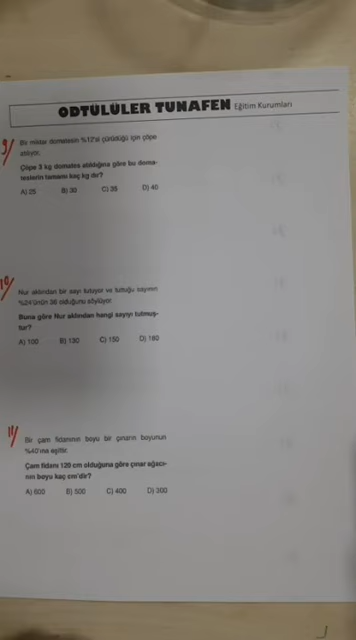 ODTÜLÜLER TUNAFEN Eğitim Kurumları
9/
Bir miktar domatesin %12'si çürüdüğü için çöpe
atılıyor.
Çöpe 3 kg domates atıldığına göre bu doma-
teslerin tamamı kaç kg dır?
A) 25 B) 30 C) 35 D) 40
10/
Nur aklından bir sayı tutuyor ve tuttuğu sayının
%24'ünün 36 olduğunu söylüyor.
Buna göre Nur aklından hangi sayıyı tutmuş-
tur?
A) 100 B) 130 C) 150 D) 180
11/
Bir çam fidanının boyu bir çınarın boyunun
%40'ına eşittir.
Çam fidanı 120 cm olduğuna göre çınar ağacı-
nın boyu kaç cm'dir?
A) 600 B) 500 C) 400 D) 300